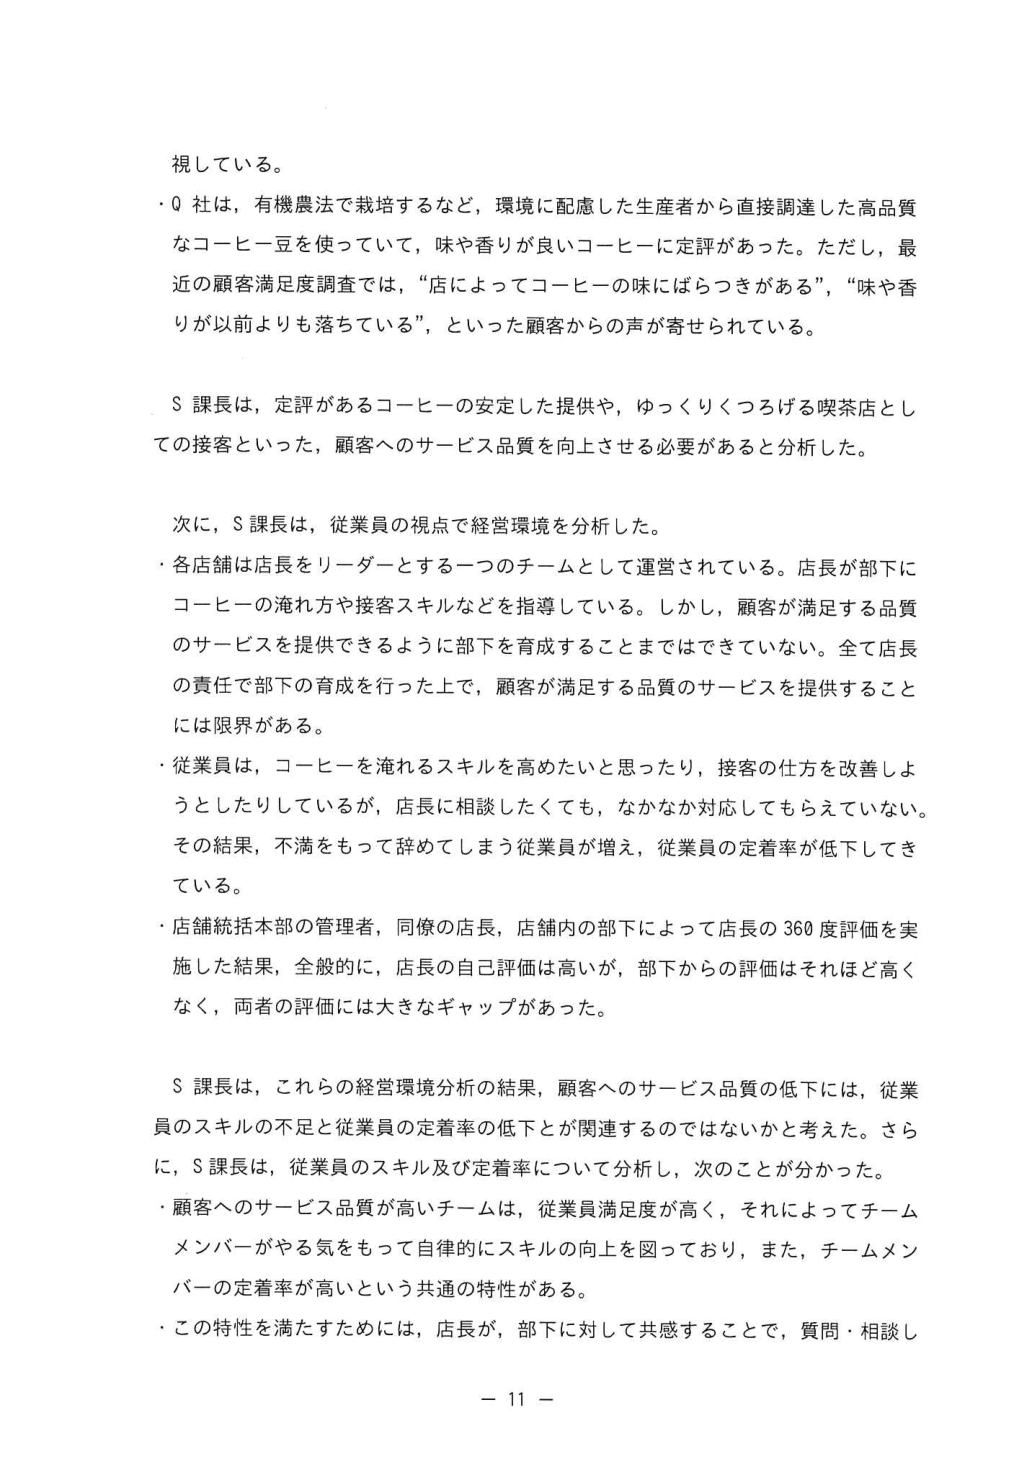 視している。
・Q 社は，有機農法で栽培するなど，環境に配慮した生産者から直接調達した高品質
なコーヒー豆を使っていて，味や香りが良いコーヒーに定評があった。ただし，最
近の顧客満足度調査では，“店によってコーヒーの味にばらつきがある”，“味や香
りが以前よりも落ちている”，といった顧客からの声が寄せられている。
S 課長は，定評があるコーヒーの安定した提供や，ゆっくりくつろげる喫茶店とし
ての接客といった，顧客へのサービス品質を向上させる必要があると分析した。
次に，S 課長は，従業員の視点で経営環境を分析した。
・各店舗は店長をリーダーとする一つのチームとして運営されている。店長が部下に
コーヒーの淹れ方や接客スキルなどを指導している。しかし，顧客が満足する品質
のサービスを提供できるように部下を育成することまではできていない。全て店長
の責任で部下の育成を行った上で，顧客が満足する品質のサービスを提供すること
には限界がある。
・従業員は，コーヒーを淹れるスキルを高めたいと思ったり，接客の仕方を改善しよ
うとしたりしているが，店長に相談したくても，なかなか対応してもらえていない。
その結果，不満をもって辞めてしまう従業員が増え，従業員の定着率が低下してき
ている。
・店舗統括本部の管理者，同僚の店長，店舗内の部下によって店長の 360 度評価を実
施した結果，全般的に，店長の自己評価は高いが，部下からの評価はそれほど高く
なく，両者の評価には大きなギャップがあった。
S 課長は，これらの経営環境分析の結果，顧客へのサービス品質の低下には，従業
員のスキルの不足と従業員の定着率の低下とが関連するのではないかと考えた。さら
に，S 課長は，従業員のスキル及び定着率について分析し，次のことが分かった。
・顧客へのサービス品質が高いチームは，従業員満足度が高く，それによってチーム
メンバーがやる気をもって自律的にスキルの向上を図っており，また，チームメン
バーの定着率が高いという共通の特性がある。
・この特性を満たすためには，店長が，部下に対して共感することで，質問・相談し
－ 11 －